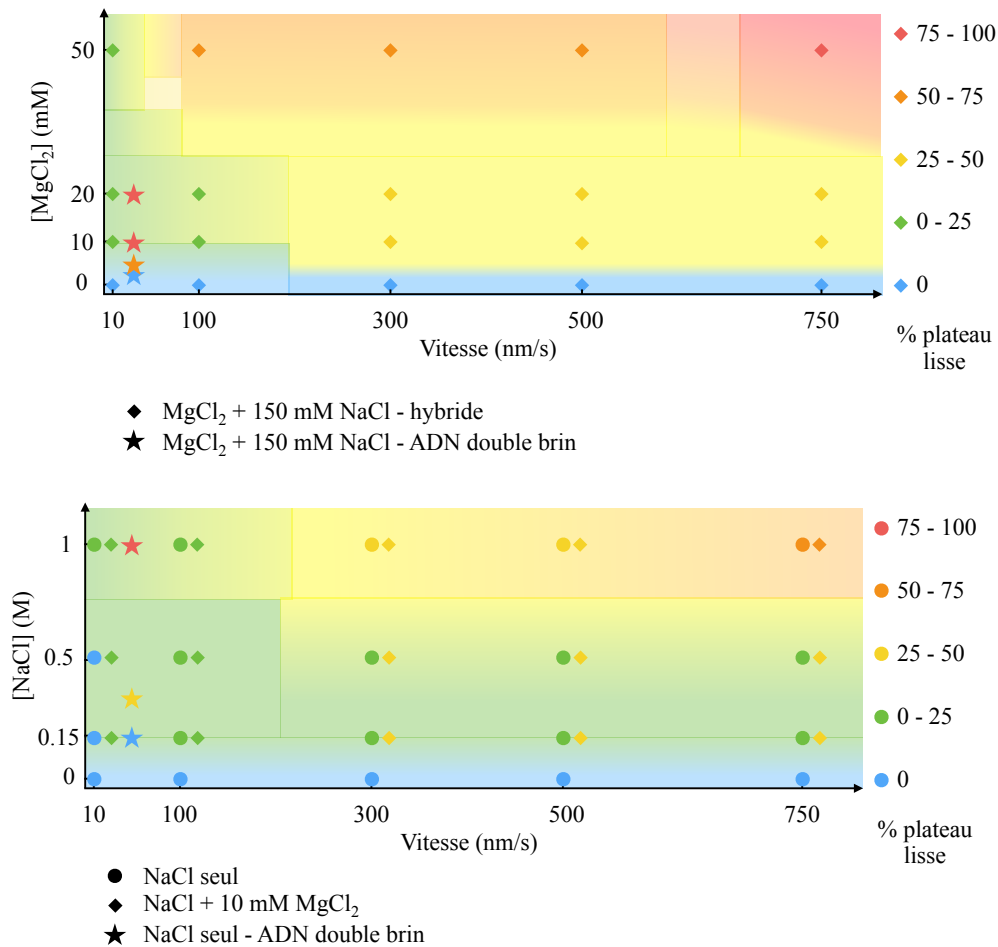 [MgCl₂] (mM)
50
20
10
0
10
100
300
500
750
Vitesse (nm/s)
75 - 100
50 - 75
25 - 50
0 - 25
0
% plateau
lisse
MgCl₂ + 150 mM NaCl - hybride
MgCl₂ + 150 mM NaCl - ADN double brin
[NaCl] (M)
1
0.5
0.15
0
10
100
300
500
750
Vitesse (nm/s)
75 - 100
50 - 75
25 - 50
0 - 25
0
% plateau
lisse
NaCl seul
NaCl + 10 mM MgCl₂
NaCl seul - ADN double brin